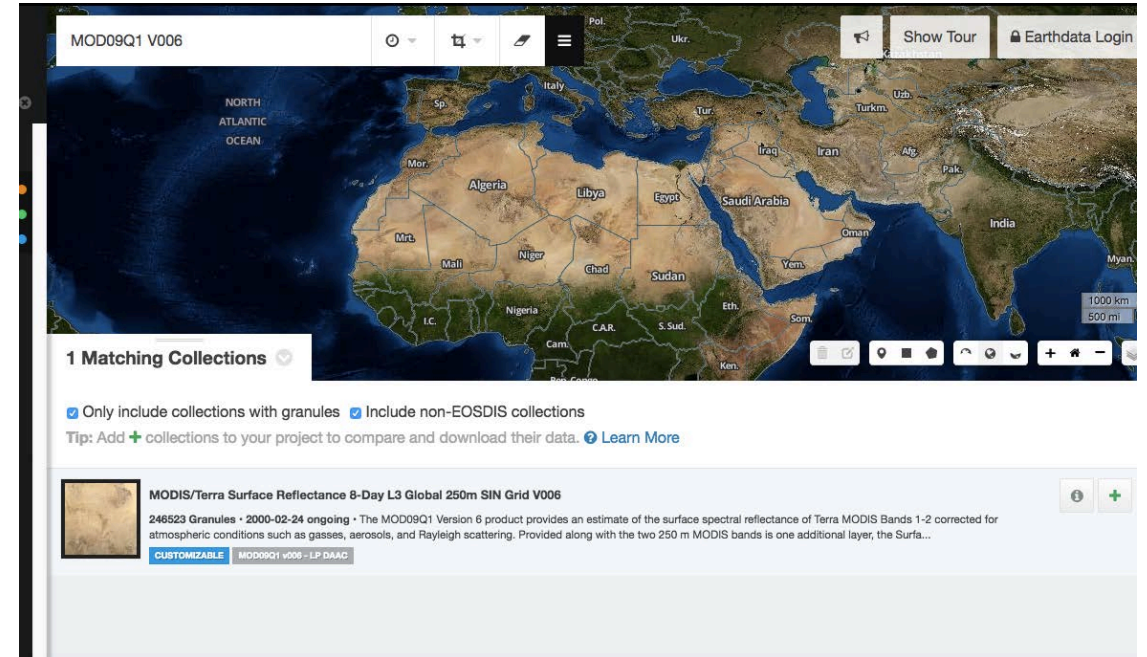 MOD09Q1 V006
Show Tour
Earthdata Login
Pol.
Ukr.
Kazakhstan
NORTH
ATLANTIC
OCEAN
Sp.
Italy
Tur.
Turkm.
Uzb.
Mor.
Algeria
Libya
Egypt
Iraq
Iran
Afg.
Pak.
Saudi Arabia
Oman
India
Myan.
Mrt.
Mali
Niger
Chad
Sudan
Yem.
I.C.
Nigeria
Cam.
C.A.R.
S.Sud.
Eth.
Som.
Ken.
Rep.Congo
1000 km
500 mi
1 Matching Collections
Only include collections with granules Include non-EOSDIS collections
Tip: Add + collections to your project to compare and download their data. Learn More
MODIS/Terra Surface Reflectance 8-Day L3 Global 250m SIN Grid V006
246523 Granules • 2000-02-24 ongoing • The MOD09Q1 Version 6 product provides an estimate of the surface spectral reflectance of Terra MODIS Bands 1-2 corrected for
atmospheric conditions such as gasses, aerosols, and Rayleigh scattering. Provided along with the two 250 m MODIS bands is one additional layer, the Surfa...
CUSTOMIZABLE MOD09Q1 v006 - LP DAAC